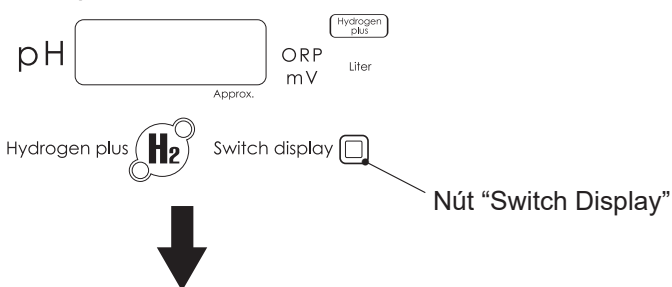 Hydrogen
plus
pH
ORP
mV
Liter
Approx.
Hydrogen plus
H2
Switch display
Nút “Switch Display”